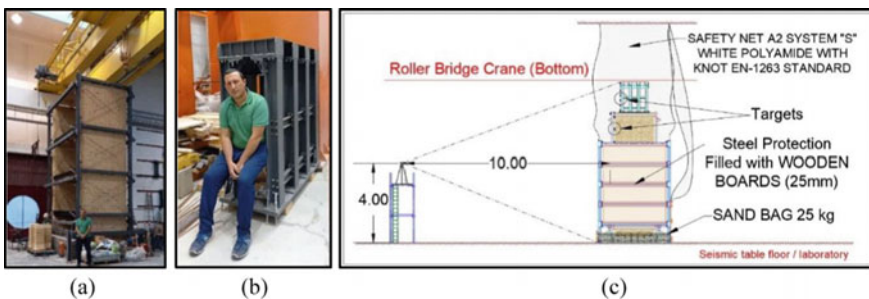 SAFETY NET A2 SYSTEM "S"
WHITE POLYAMIDE WITH
KNOT EN-1263 STANDARD
Roller Bridge Crane (Bottom)
Targets
10.00
Steel Protection
Filled with WOODEN
BOARDS (25mm)
4.00
SAND BAG 25 kg
Seismic table floor / laboratory
(a)
(b)
(c)